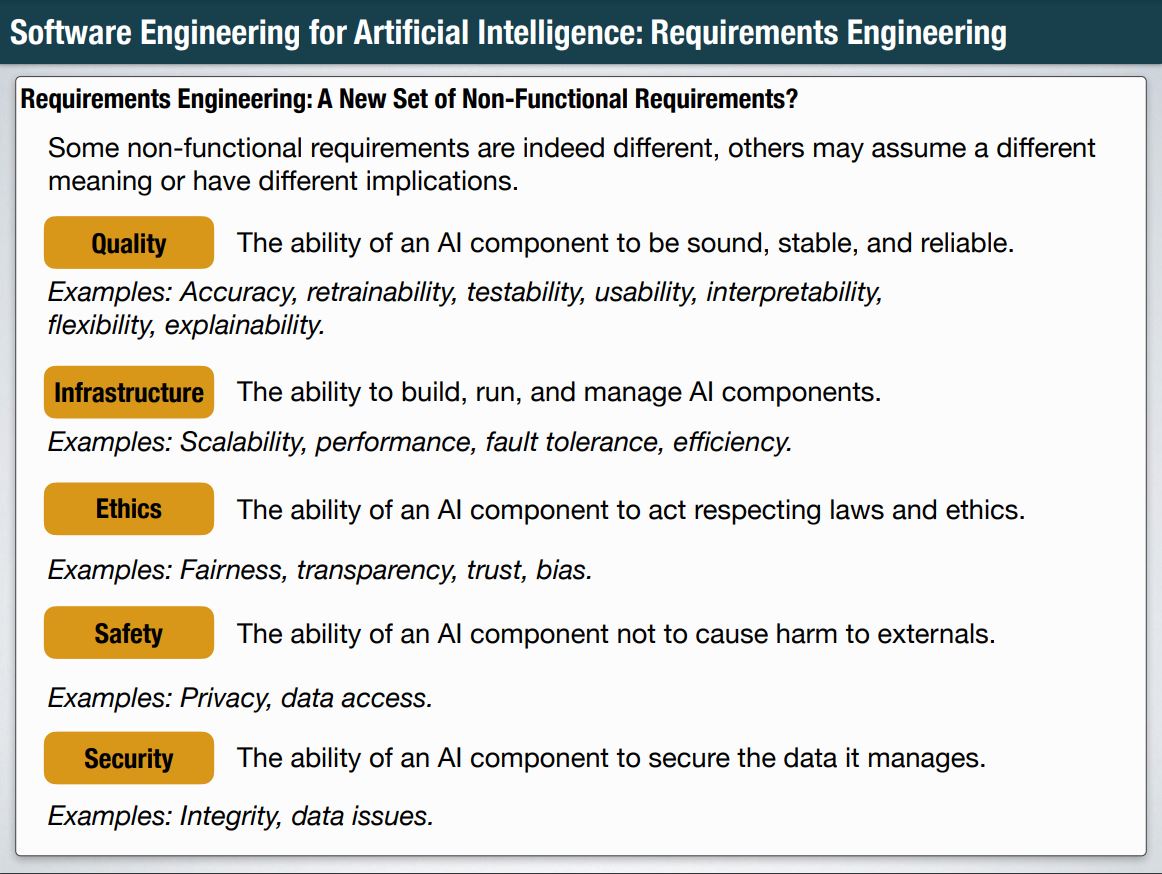 Software Engineering for Artificial Intelligence: Requirements Engineering
Requirements Engineering: A New Set of Non-Functional Requirements?
Some non-functional requirements are indeed different, others may assume a different
meaning or have different implications.
Quality The ability of an AI component to be sound, stable, and reliable.
Examples: Accuracy, retrainability, testability, usability, interpretability,
flexibility, explainability.
Infrastructure The ability to build, run, and manage AI components.
Examples: Scalability, performance, fault tolerance, efficiency.
Ethics The ability of an AI component to act respecting laws and ethics.
Examples: Fairness, transparency, trust, bias.
Safety The ability of an AI component not to cause harm to externals.
Examples: Privacy, data access.
Security The ability of an AI component to secure the data it manages.
Examples: Integrity, data issues.